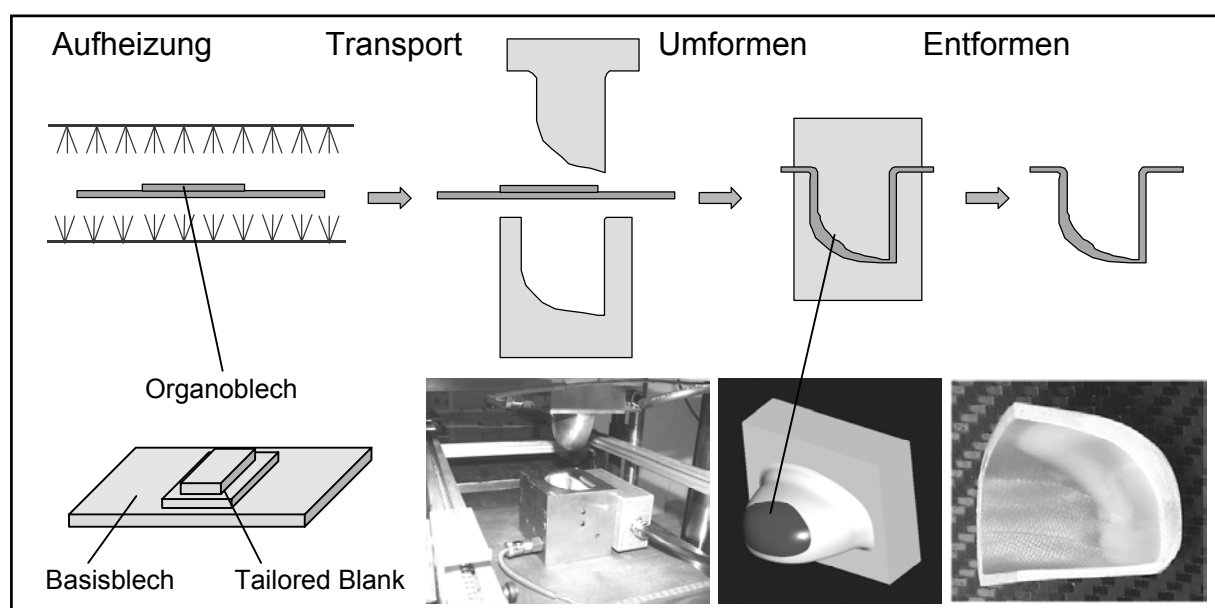 Aufheizung
Transport
Umformen
Entformen
Organoblech
Basisblech
Tailored Blank